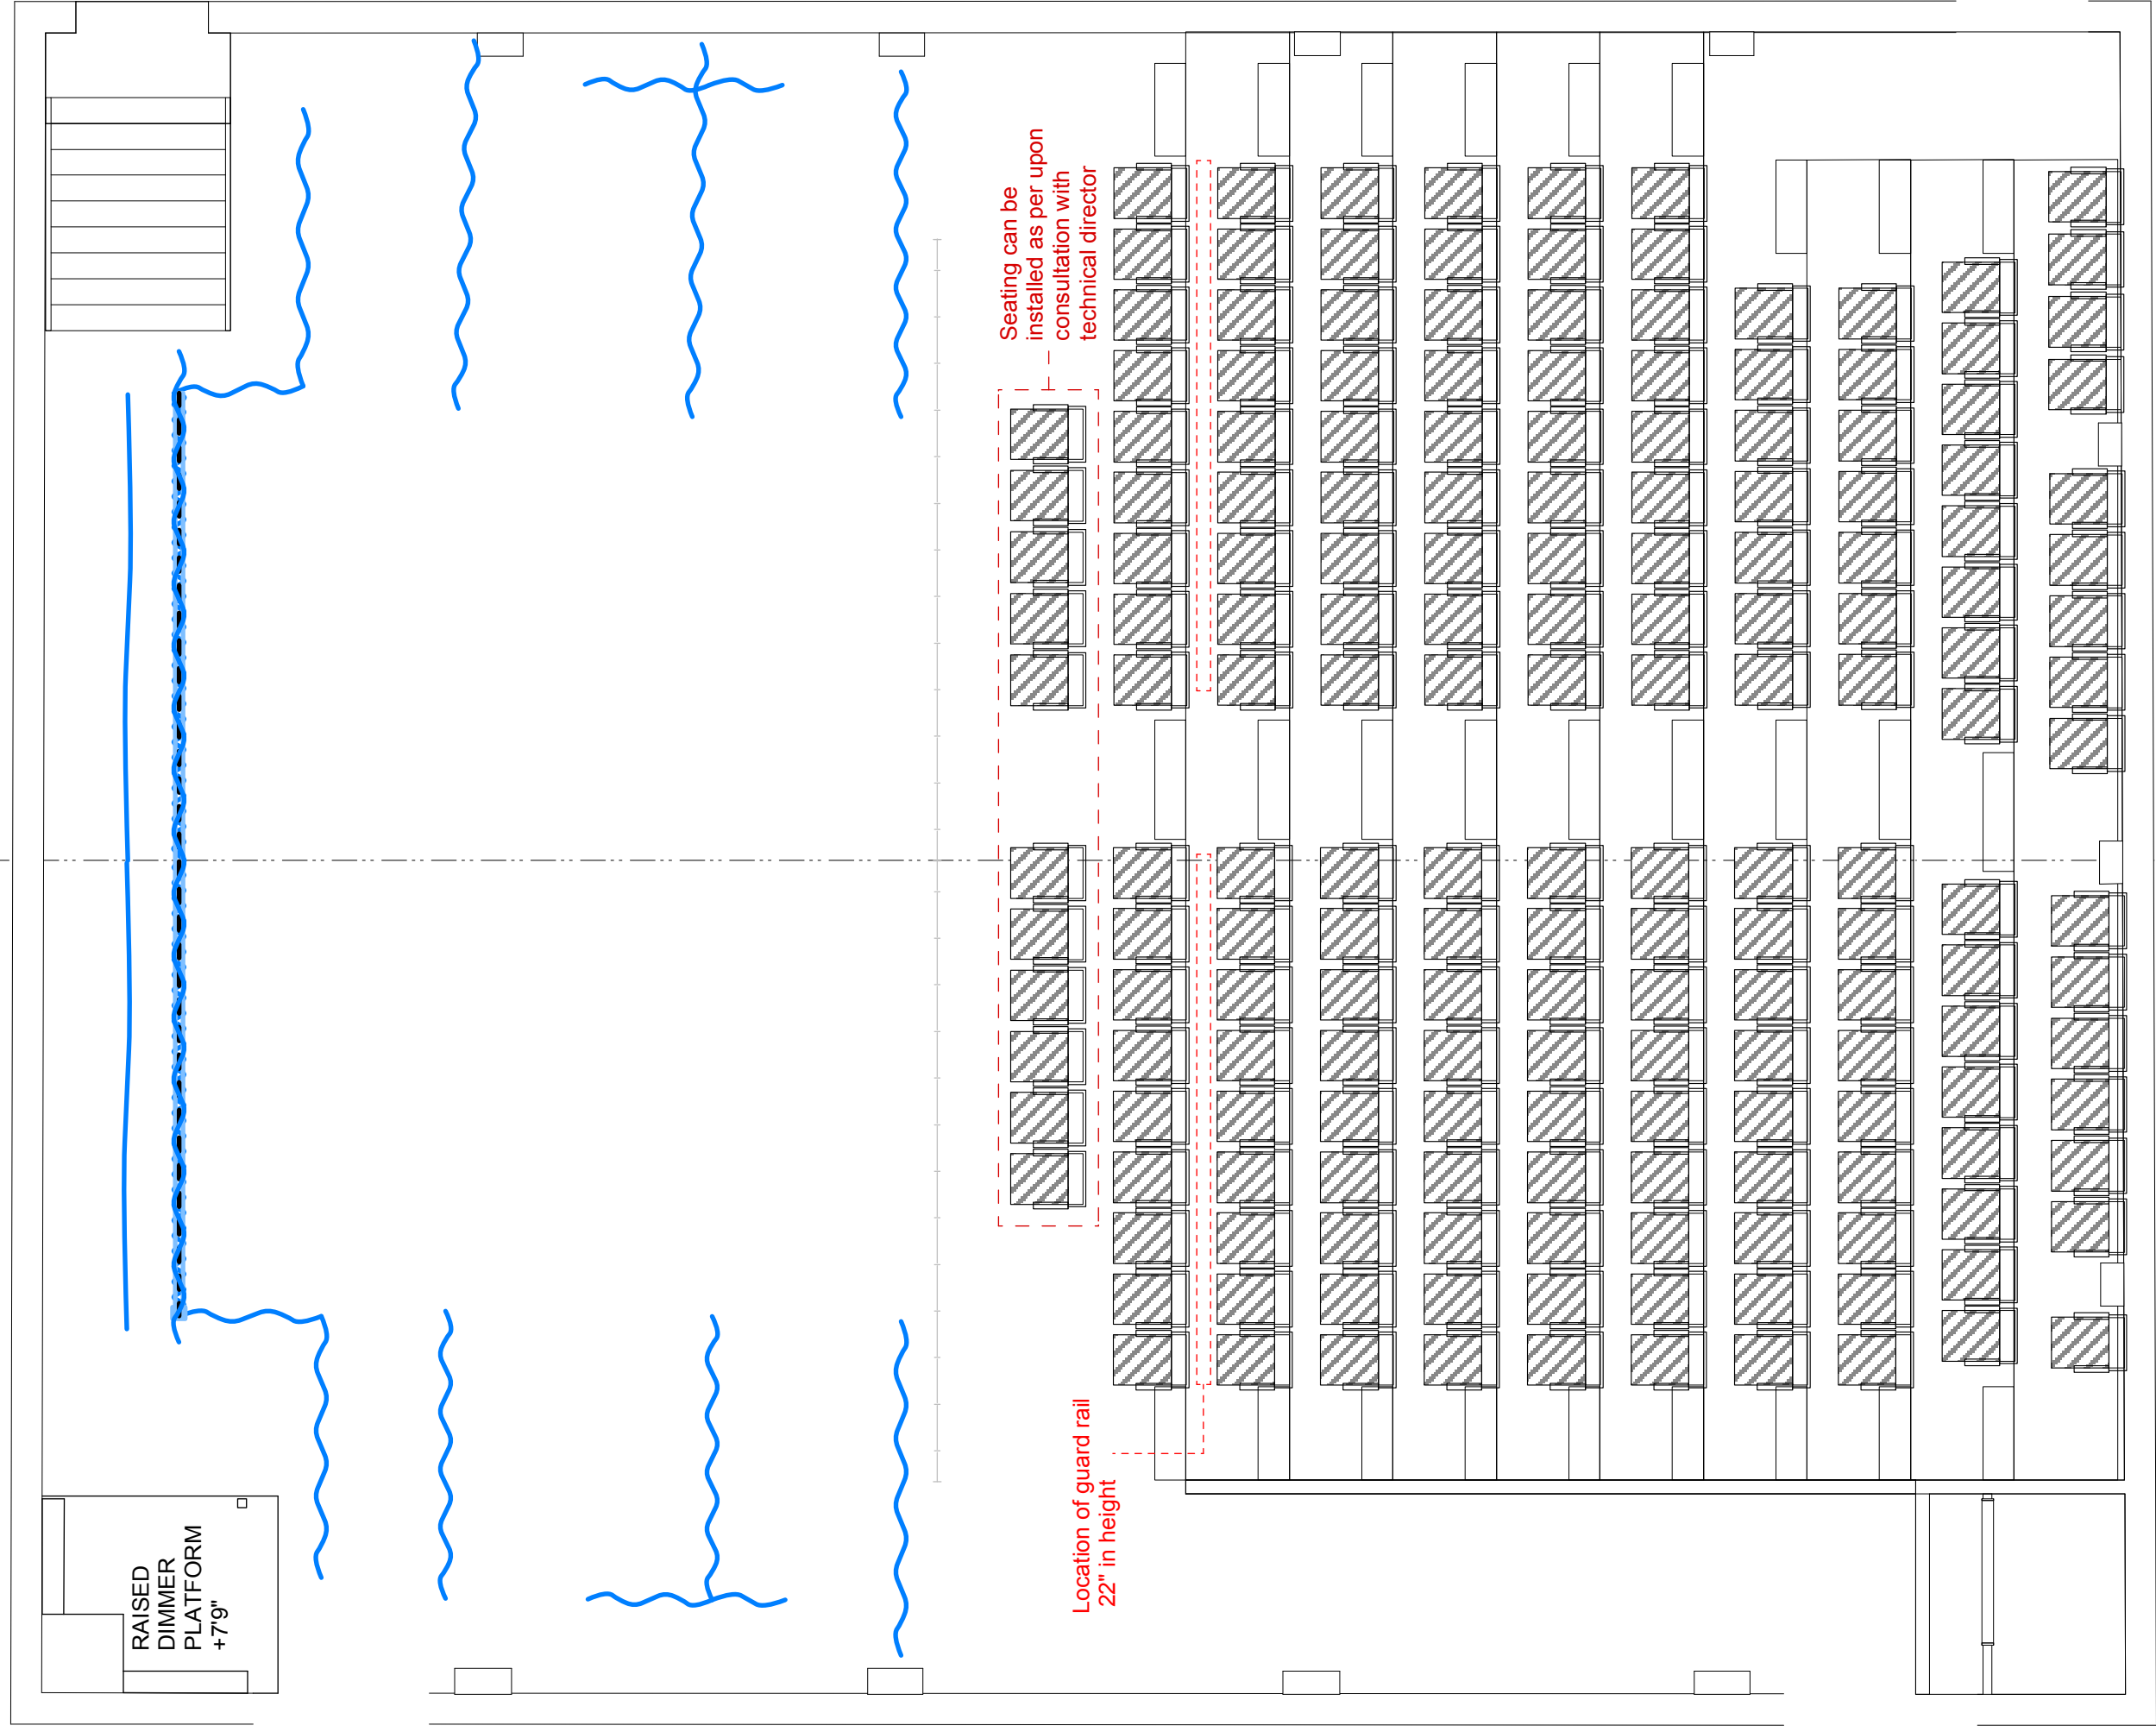 Seating can be
installed as per upon
consultation with
technical director
Location of guard rail
22" in height
RAISED
DIMMER
PLATFORM
+7'9"